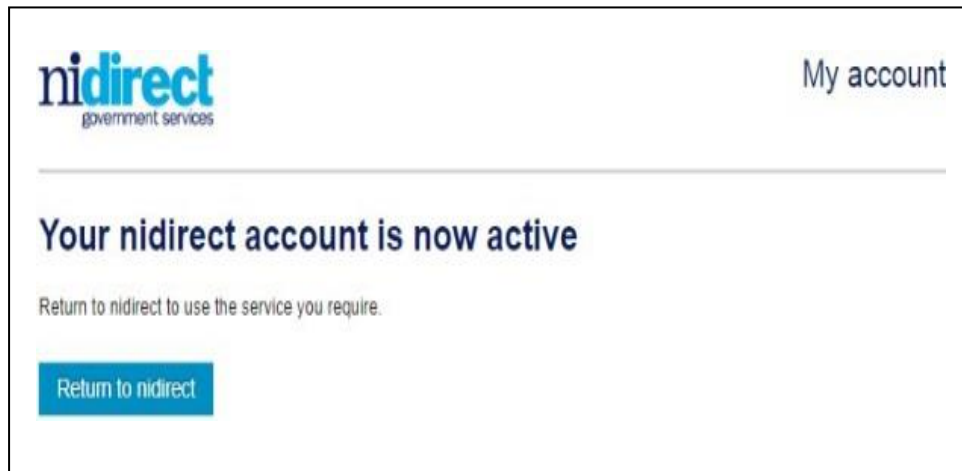 nidirect
government services
My account
Your nidirect account is now active
Return to nidirect to use the service you require.
Return to nidirect